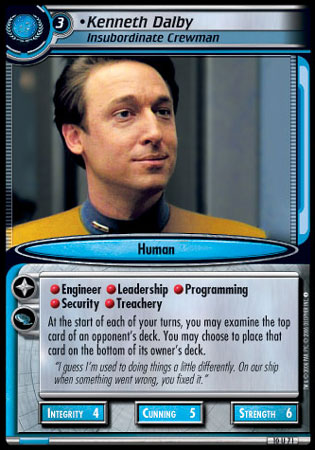 3
•Kenneth Dalby
Insubordinate Crewman
Human
Engineer Leadership Programming
Security Treachery
At the start of each of your turns, you may examine the top
card of an opponent's deck. You may choose to place that
card on the bottom of its owner's deck.
"I guess I'm used to doing things a little differently. On our ship
when something went wrong, you fixed it."
INTEGRITY 4 CUNNING 5 STRENGTH 6
10 U 71